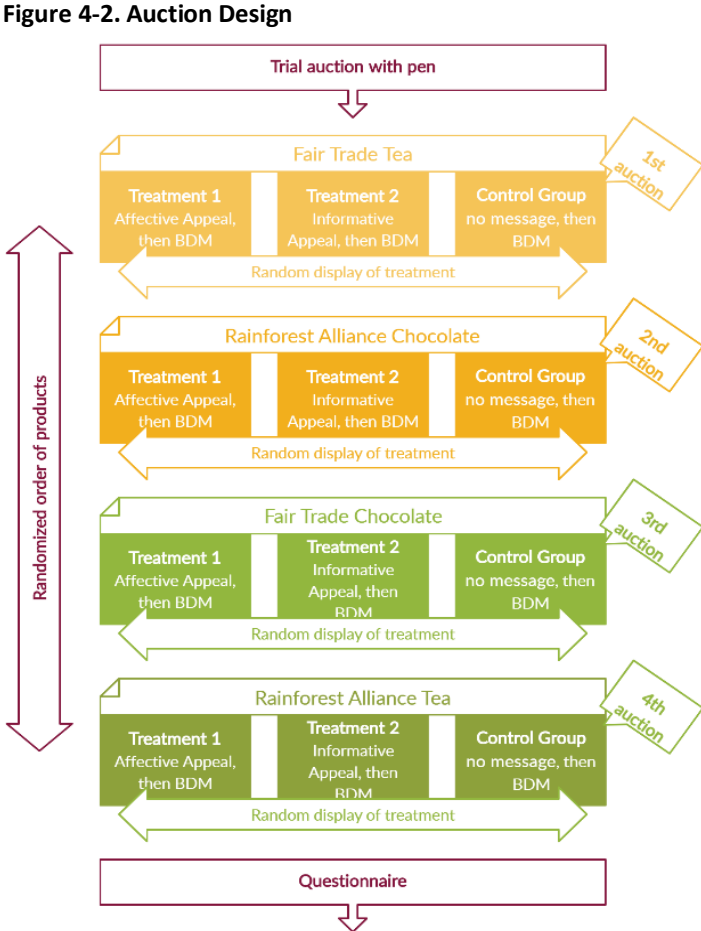 Figure 4-2. Auction Design
Trial auction with pen
Fair Trade Tea
1st
auction
Treatment 1
Affective Appeal,
then BDM
Treatment 2
Informative
Appeal, then BDM
Control Group
no message, then
BDM
Random display of treatment
Randomized order of products
Rainforest Alliance Chocolate
2nd
auction
Treatment 1
Affective Appeal,
then BDM
Treatment 2
Informative
Appeal, then BDM
Control Group
no message, then
BDM
Random display of treatment
Fair Trade Chocolate
3rd
auction
Treatment 1
Affective Appeal,
then BDM
Treatment 2
Informative
Appeal, then
BDM
Control Group
no message, then
BDM
Random display of treatment
Rainforest Alliance Tea
4th
auction
Treatment 1
Affective Appeal,
then BDM
Treatment 2
Informative
Appeal, then
BDM
Control Group
no message, then
BDM
Random display of treatment
Questionnaire